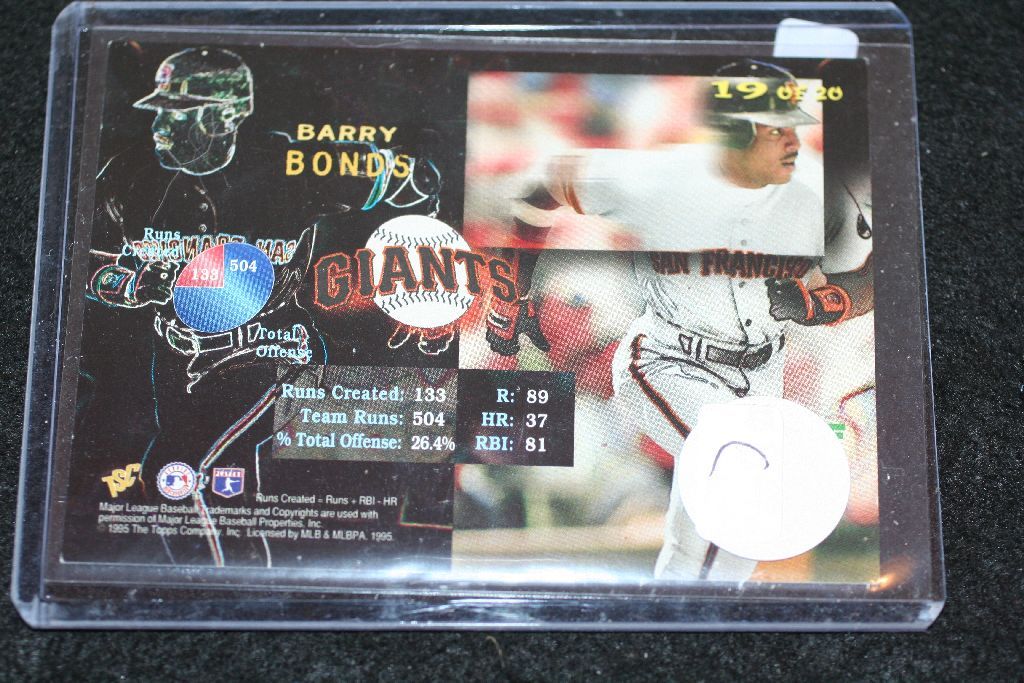 19 OF 20
BARRY
BONDS
Runs
Created
133
504
SAN FRANCISCO
GIANTS
SAN FRANCISCO
Total
Offense
Runs Created: 133
Team Runs: 504
% Total Offense: 26.4%
R: 89
HR: 37
RBI: 81
TSC
Runs Created = Runs + RBI - HR
Major League Baseball Trademarks and Copyrights are used with
permission of Major League Baseball Properties, Inc.
© 1995 The Topps Company, Inc. Licensed by MLB & MLBPA, 1995.